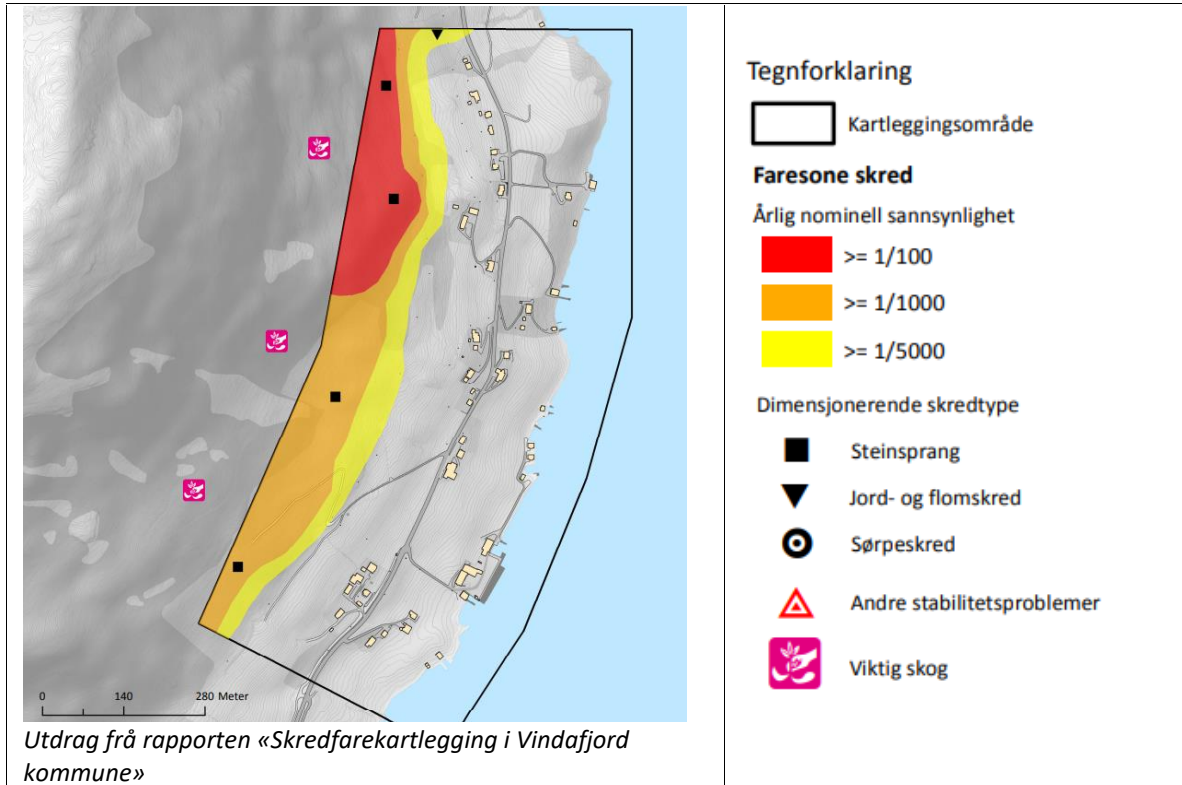 0 140 280 Meter
Utdrag frå rapporten «Skredfarekartlegging i Vindafjord
kommune»
Tegnforklaring
Kartleggingsområde
Faresone skred
Årlig nominell sannsynlighet
>= 1/100
>= 1/1000
>= 1/5000
Dimensjonerende skredtype
Steinsprang
Jord- og flomskred
Sørpeskred
Andre stabilitetsproblemer
Viktig skog